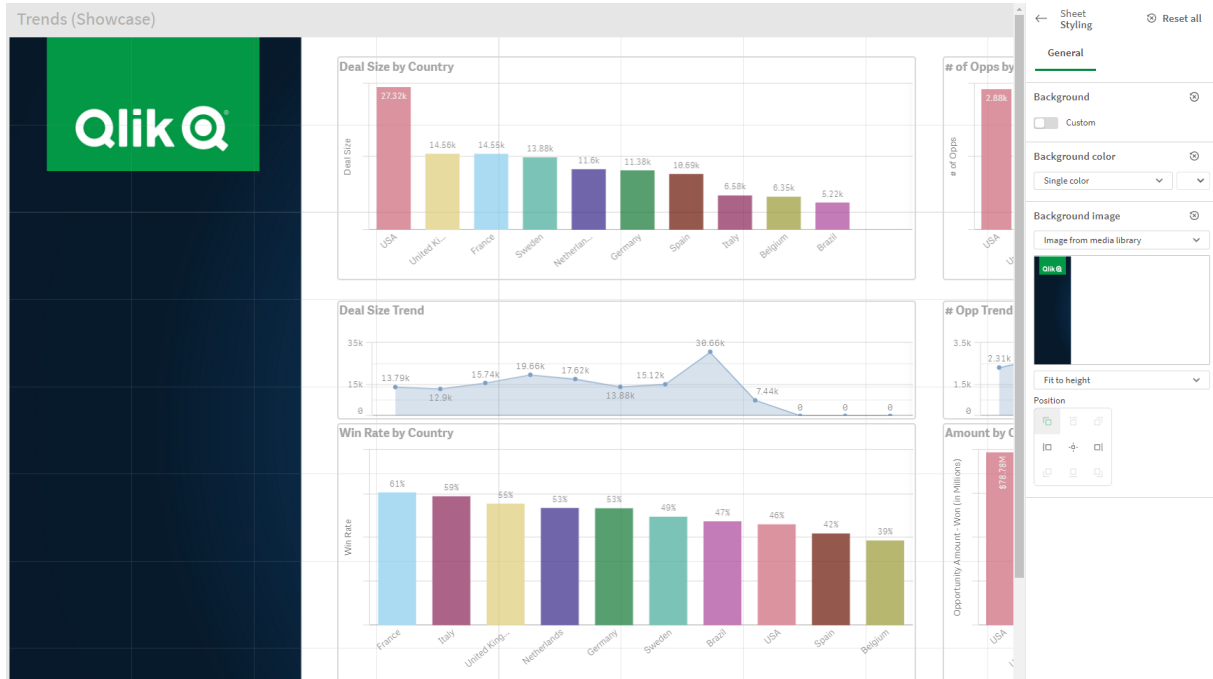 Trends (Showcase)
Qlik
Deal Size by Country
Deal Size
27.32k
14.56k
14.55k
13.88k
11.6k
11.38k
10.69k
6.58k
6.35k
5.22k
USA
United Ki...
France
Sweden
Netherlan...
Germany
Spain
Italy
Belgium
Brazil
# of Opps by
# of Opps
2.88k
USA
Deal Size Trend
35k
15k
0
13.79k
12.9k
15.74k
19.66k
17.62k
13.88k
15.12k
30.66k
7.44k
0
0
0
# Opp Trend
3.5k
1.5k
0
2.31k
Win Rate by Country
Win Rate
61%
59%
55%
53%
53%
49%
47%
46%
42%
39%
France
Italy
United King...
Netherlands
Germany
Sweden
Brazil
USA
Spain
Belgium
Amount by C
Opportunity Amount - Won (in Millions)
$78.78M
USA
Sheet
Styling
Reset all
General
Background
Custom
Background color
Single color
Background image
Image from media library
Qlik
Fit to height
Position